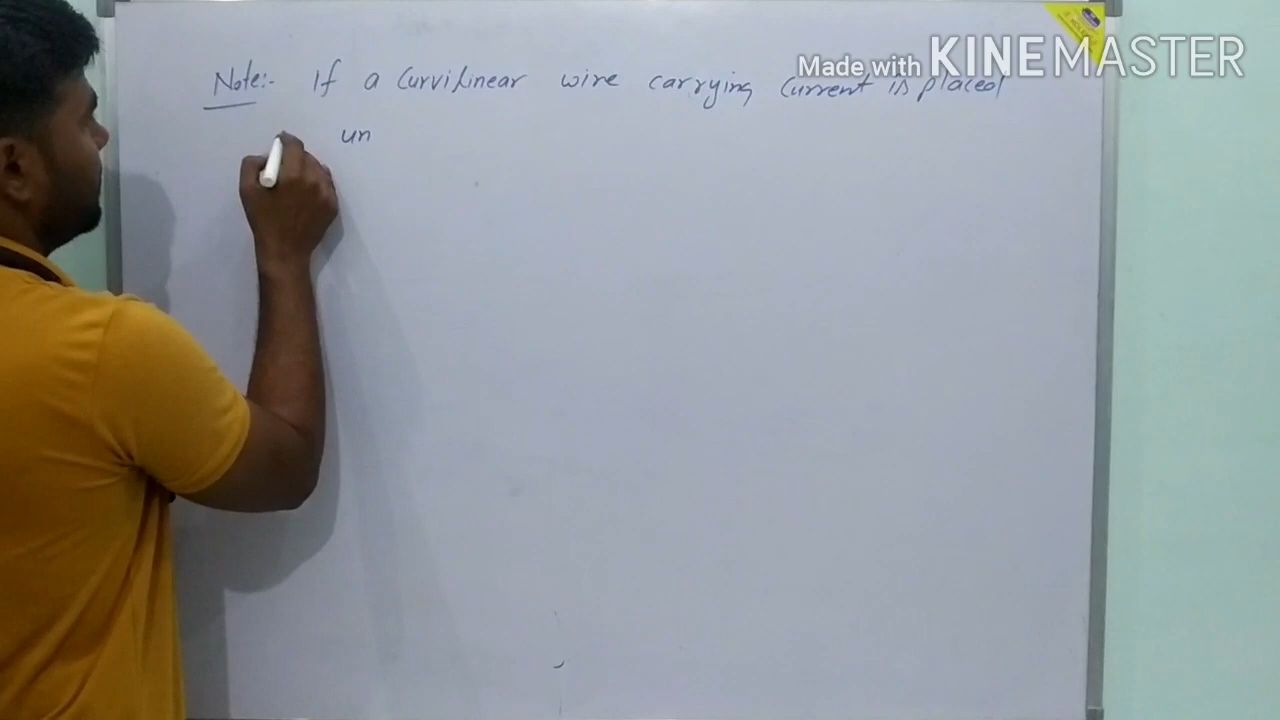 Made with KINEMASTER
Note:- If a Curvilinear wire carrying Current is placed
un